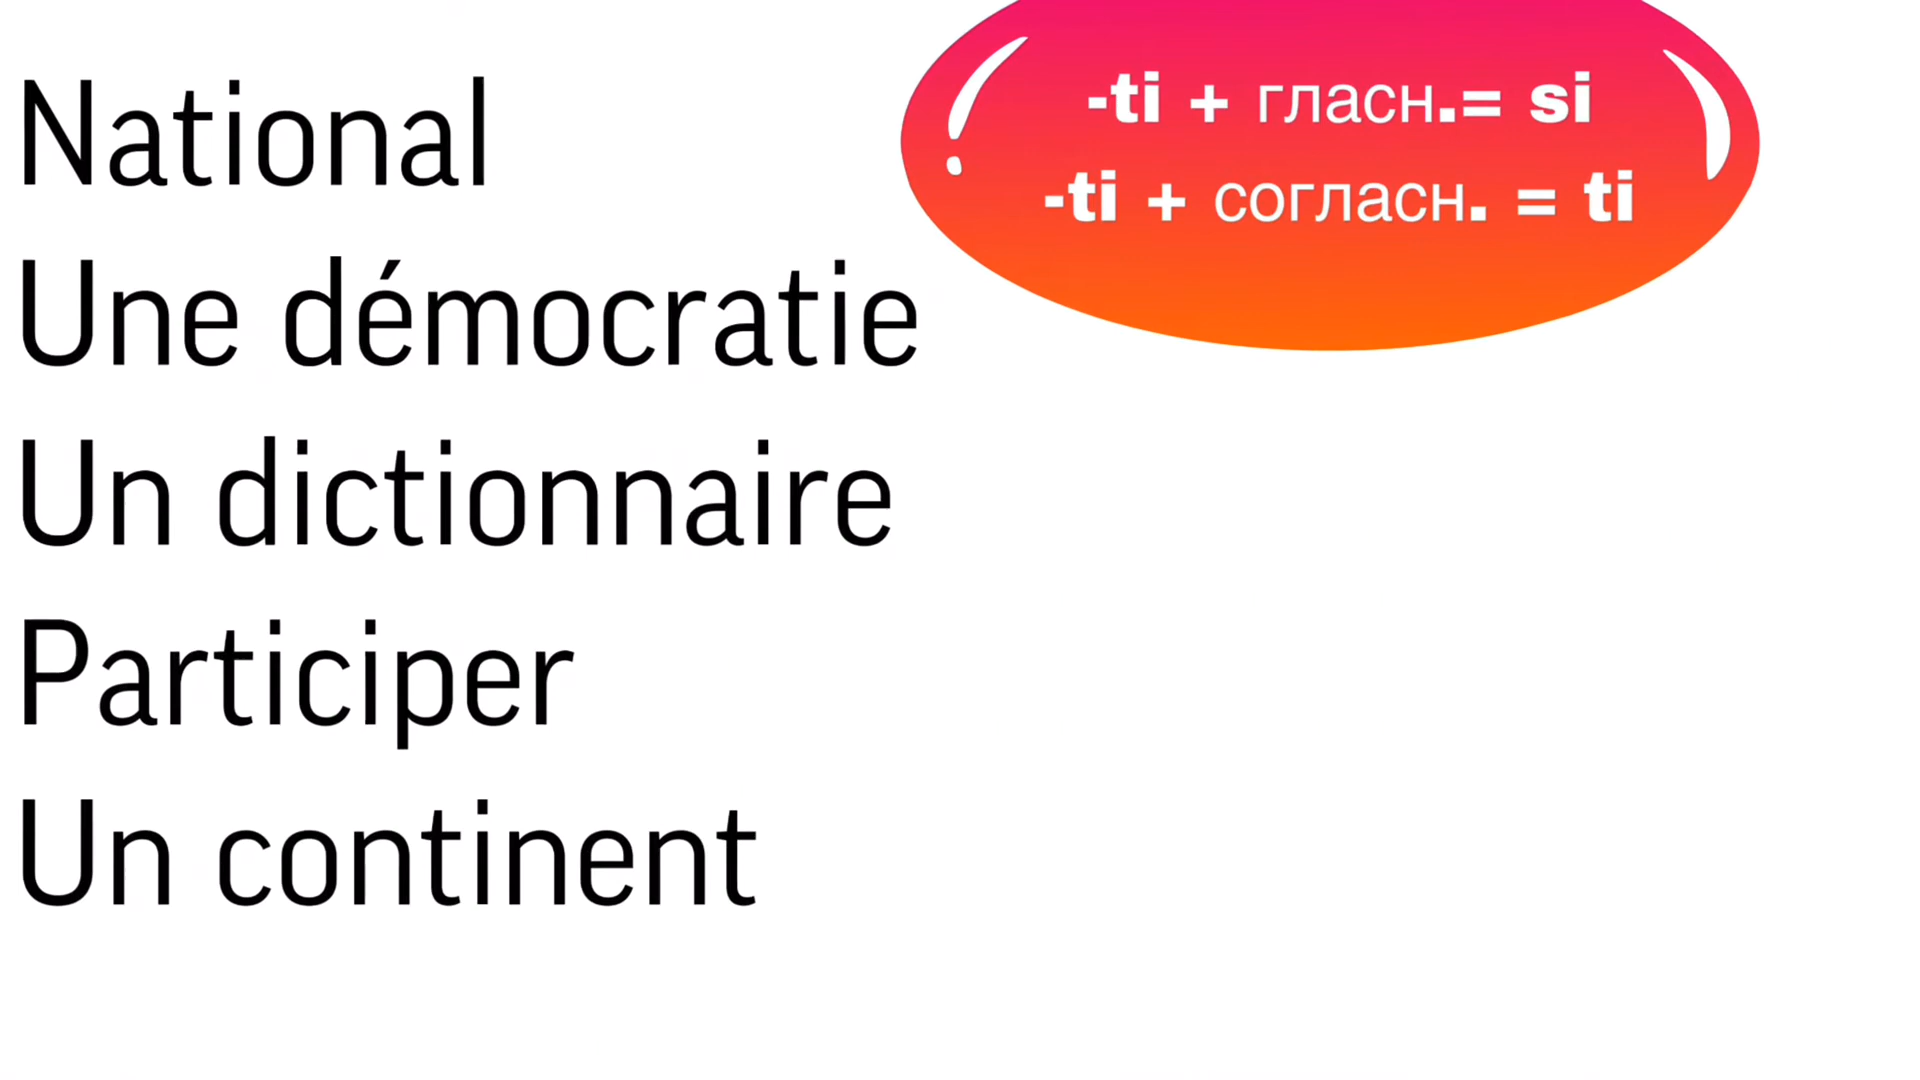 National
Une démocratie
Un dictionnaire
Participer
Un continent
-ti + гласн.= si
-ti + согласн. = ti